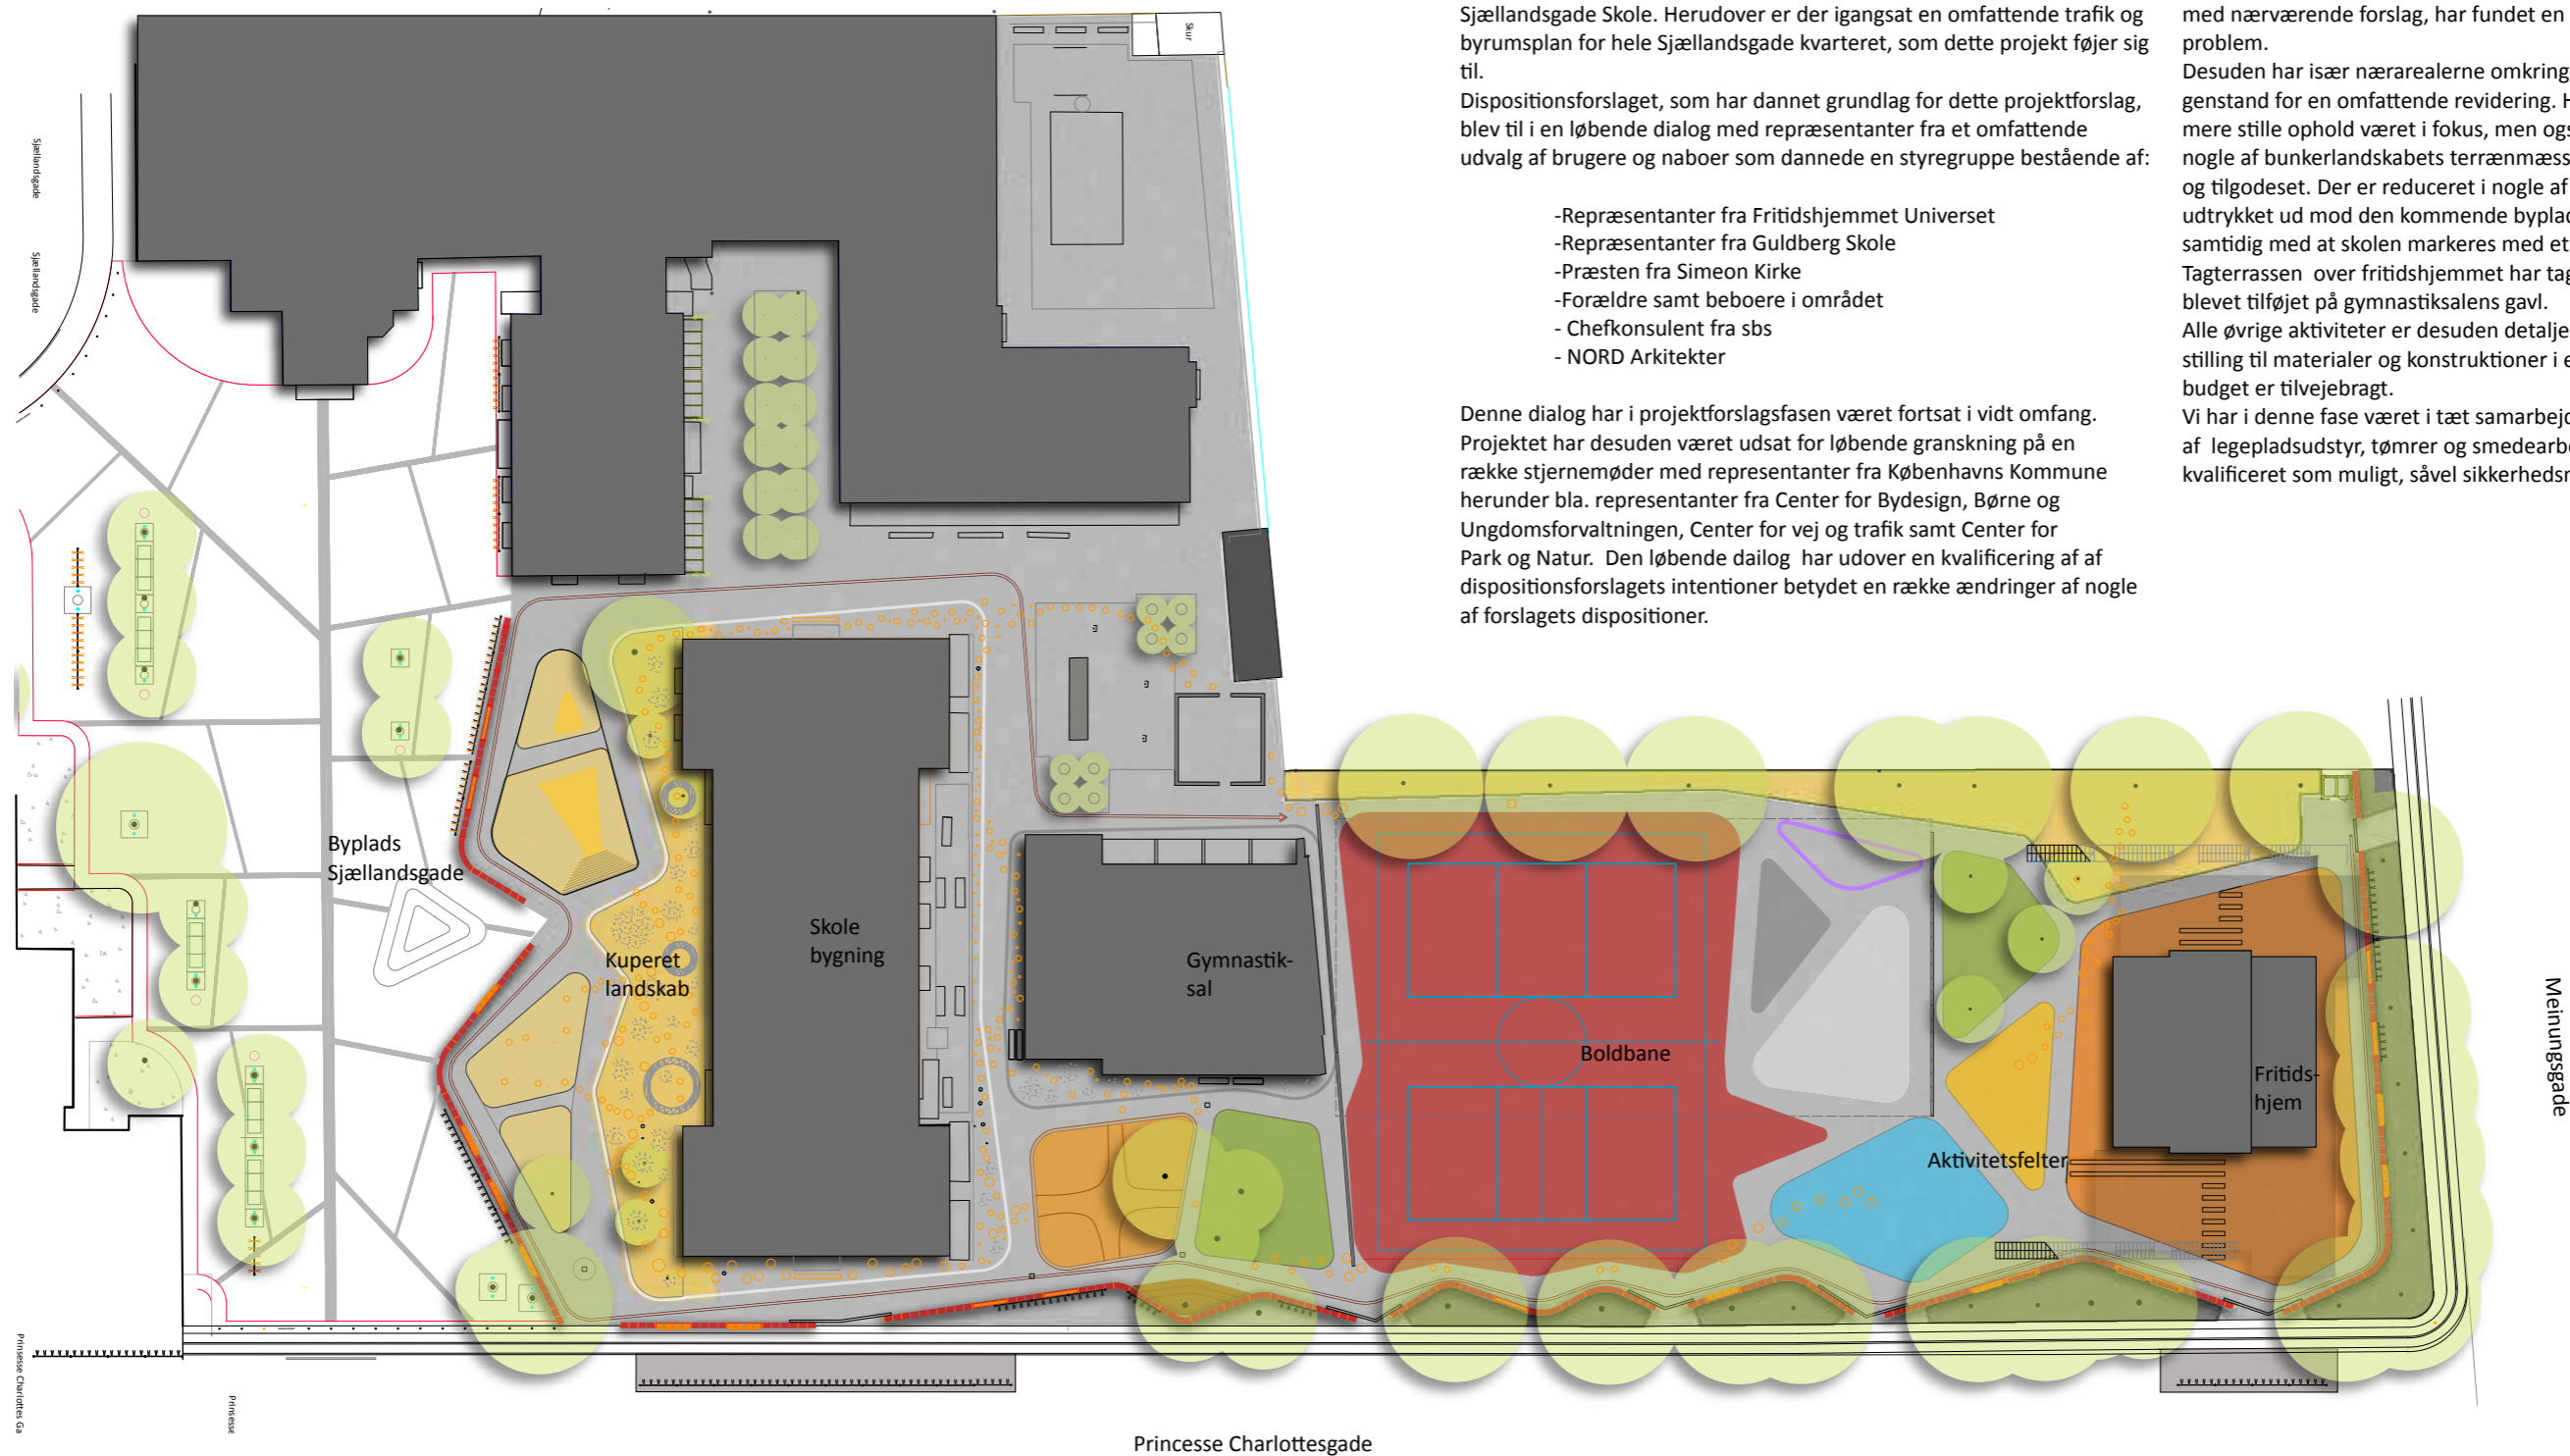 Sjællandsgade Skole. Herudover er der igangsat en omfattende trafik og
byrumsplan for hele Sjællandsgade kvarteret, som dette projekt føjer sig
til.
Dispositionsforslaget, som har dannet grundlag for dette projektforslag,
blev til i en løbende dialog med repræsentanter fra et omfattende
udvalg af brugere og naboer som dannede en styregruppe bestående af:
-Repræsentanter fra Fritidshjemmet Universet
-Repræsentanter fra Guldberg Skole
-Præsten fra Simeon Kirke
-Forældre samt beboere i området
- Chefkonsulent fra sbs
- NORD Arkitekter
Denne dialog har i projektforslagsfasen været fortsat i vidt omfang.
Projektet har desuden været udsat for løbende granskning på en
række stjernemøder med representanter fra Københavns Kommune
herunder bla. representanter fra Center for Bydesign, Børne og
Ungdomsforvaltningen, Center for vej og trafik samt Center for
Park og Natur. Den løbende dailog har udover en kvalificering af af
dispositionsforslagets intentioner betydet en række ændringer af nogle
af forslagets dispositioner.
med nærværende forslag, har fundet en
problem.
Desuden har især nærarealerne omkring
genstand for en omfattende revidering.
mere stille ophold været i fokus, men
nogle af bunkerlandskabets
og tilgodeset. Der er reduceret i nogle af
udtrykket ud mod den kommende
samtidig med at skolen markeres med et
Tagterrassen over fritidshjemmet har
blevet tilføjet på gymnastiksalens gavl.
Alle øvrige aktiviteter er desuden
stilling til materialer og konstruktioner i
budget er tilvejebragt.
Vi har i denne fase været i tæt
af legepladsudstyr, tømrer og
kvalificeret som muligt, såvel
Skur
Sjællandsgade
Sjællandsgade
Byplads
Sjællandsgade
Kuperet
landskab
Skole
bygning
Gymnastik-
sal
Boldbane
Aktivitetsfelter
Fritids-
hjem
Meinungsgade
Prinsesse Charlottes Ga
Prinsesse
Princesse Charlottesgade